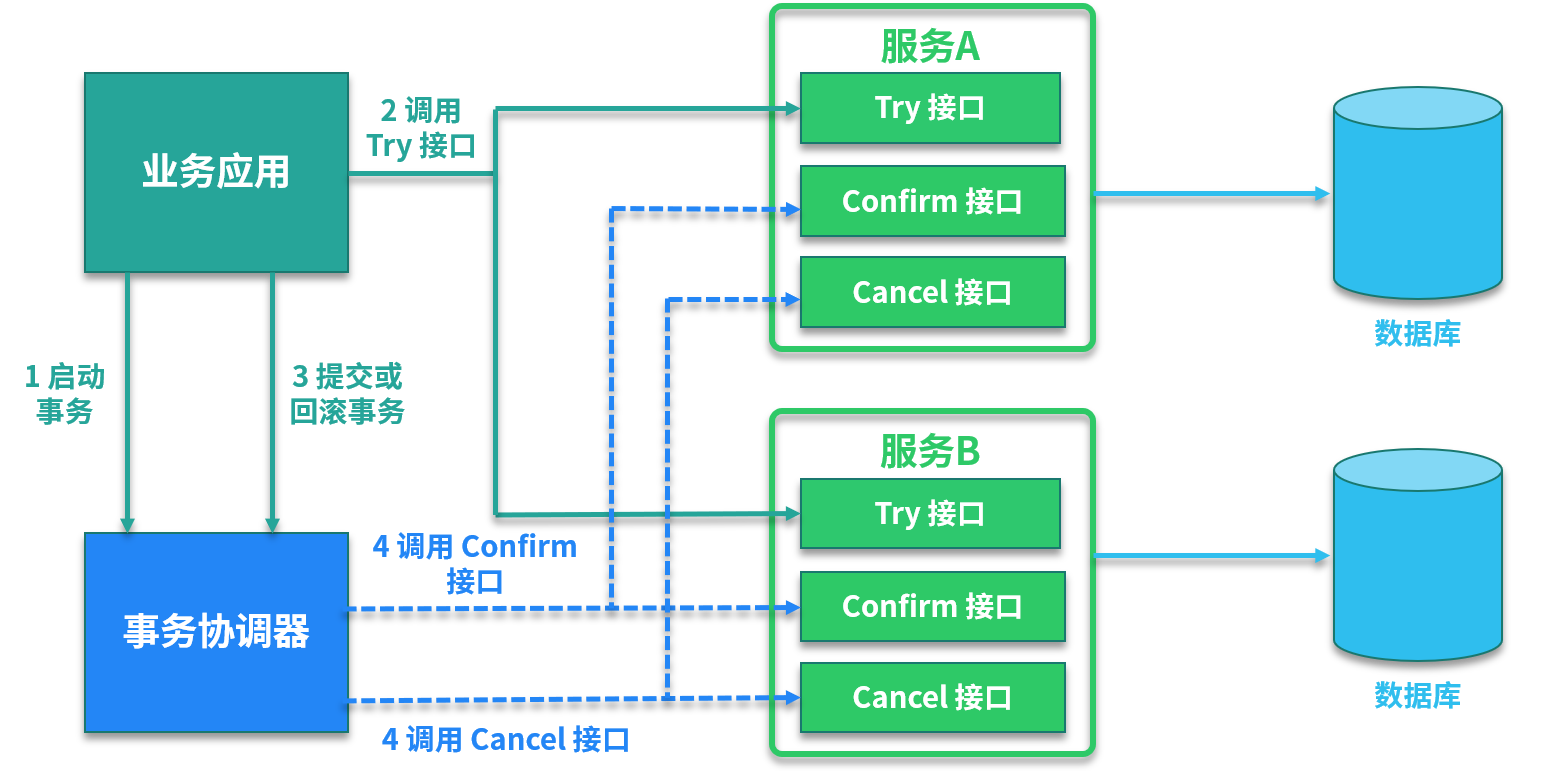 服务A
Try 接口
Confirm 接口
Cancel 接口
业务应用
2 调用
Try 接口
数据库
1 启动
事务
3 提交或
回滚事务
服务B
Try 接口
Confirm 接口
Cancel 接口
4 调用 Confirm
接口
事务协调器
4 调用 Cancel 接口
数据库